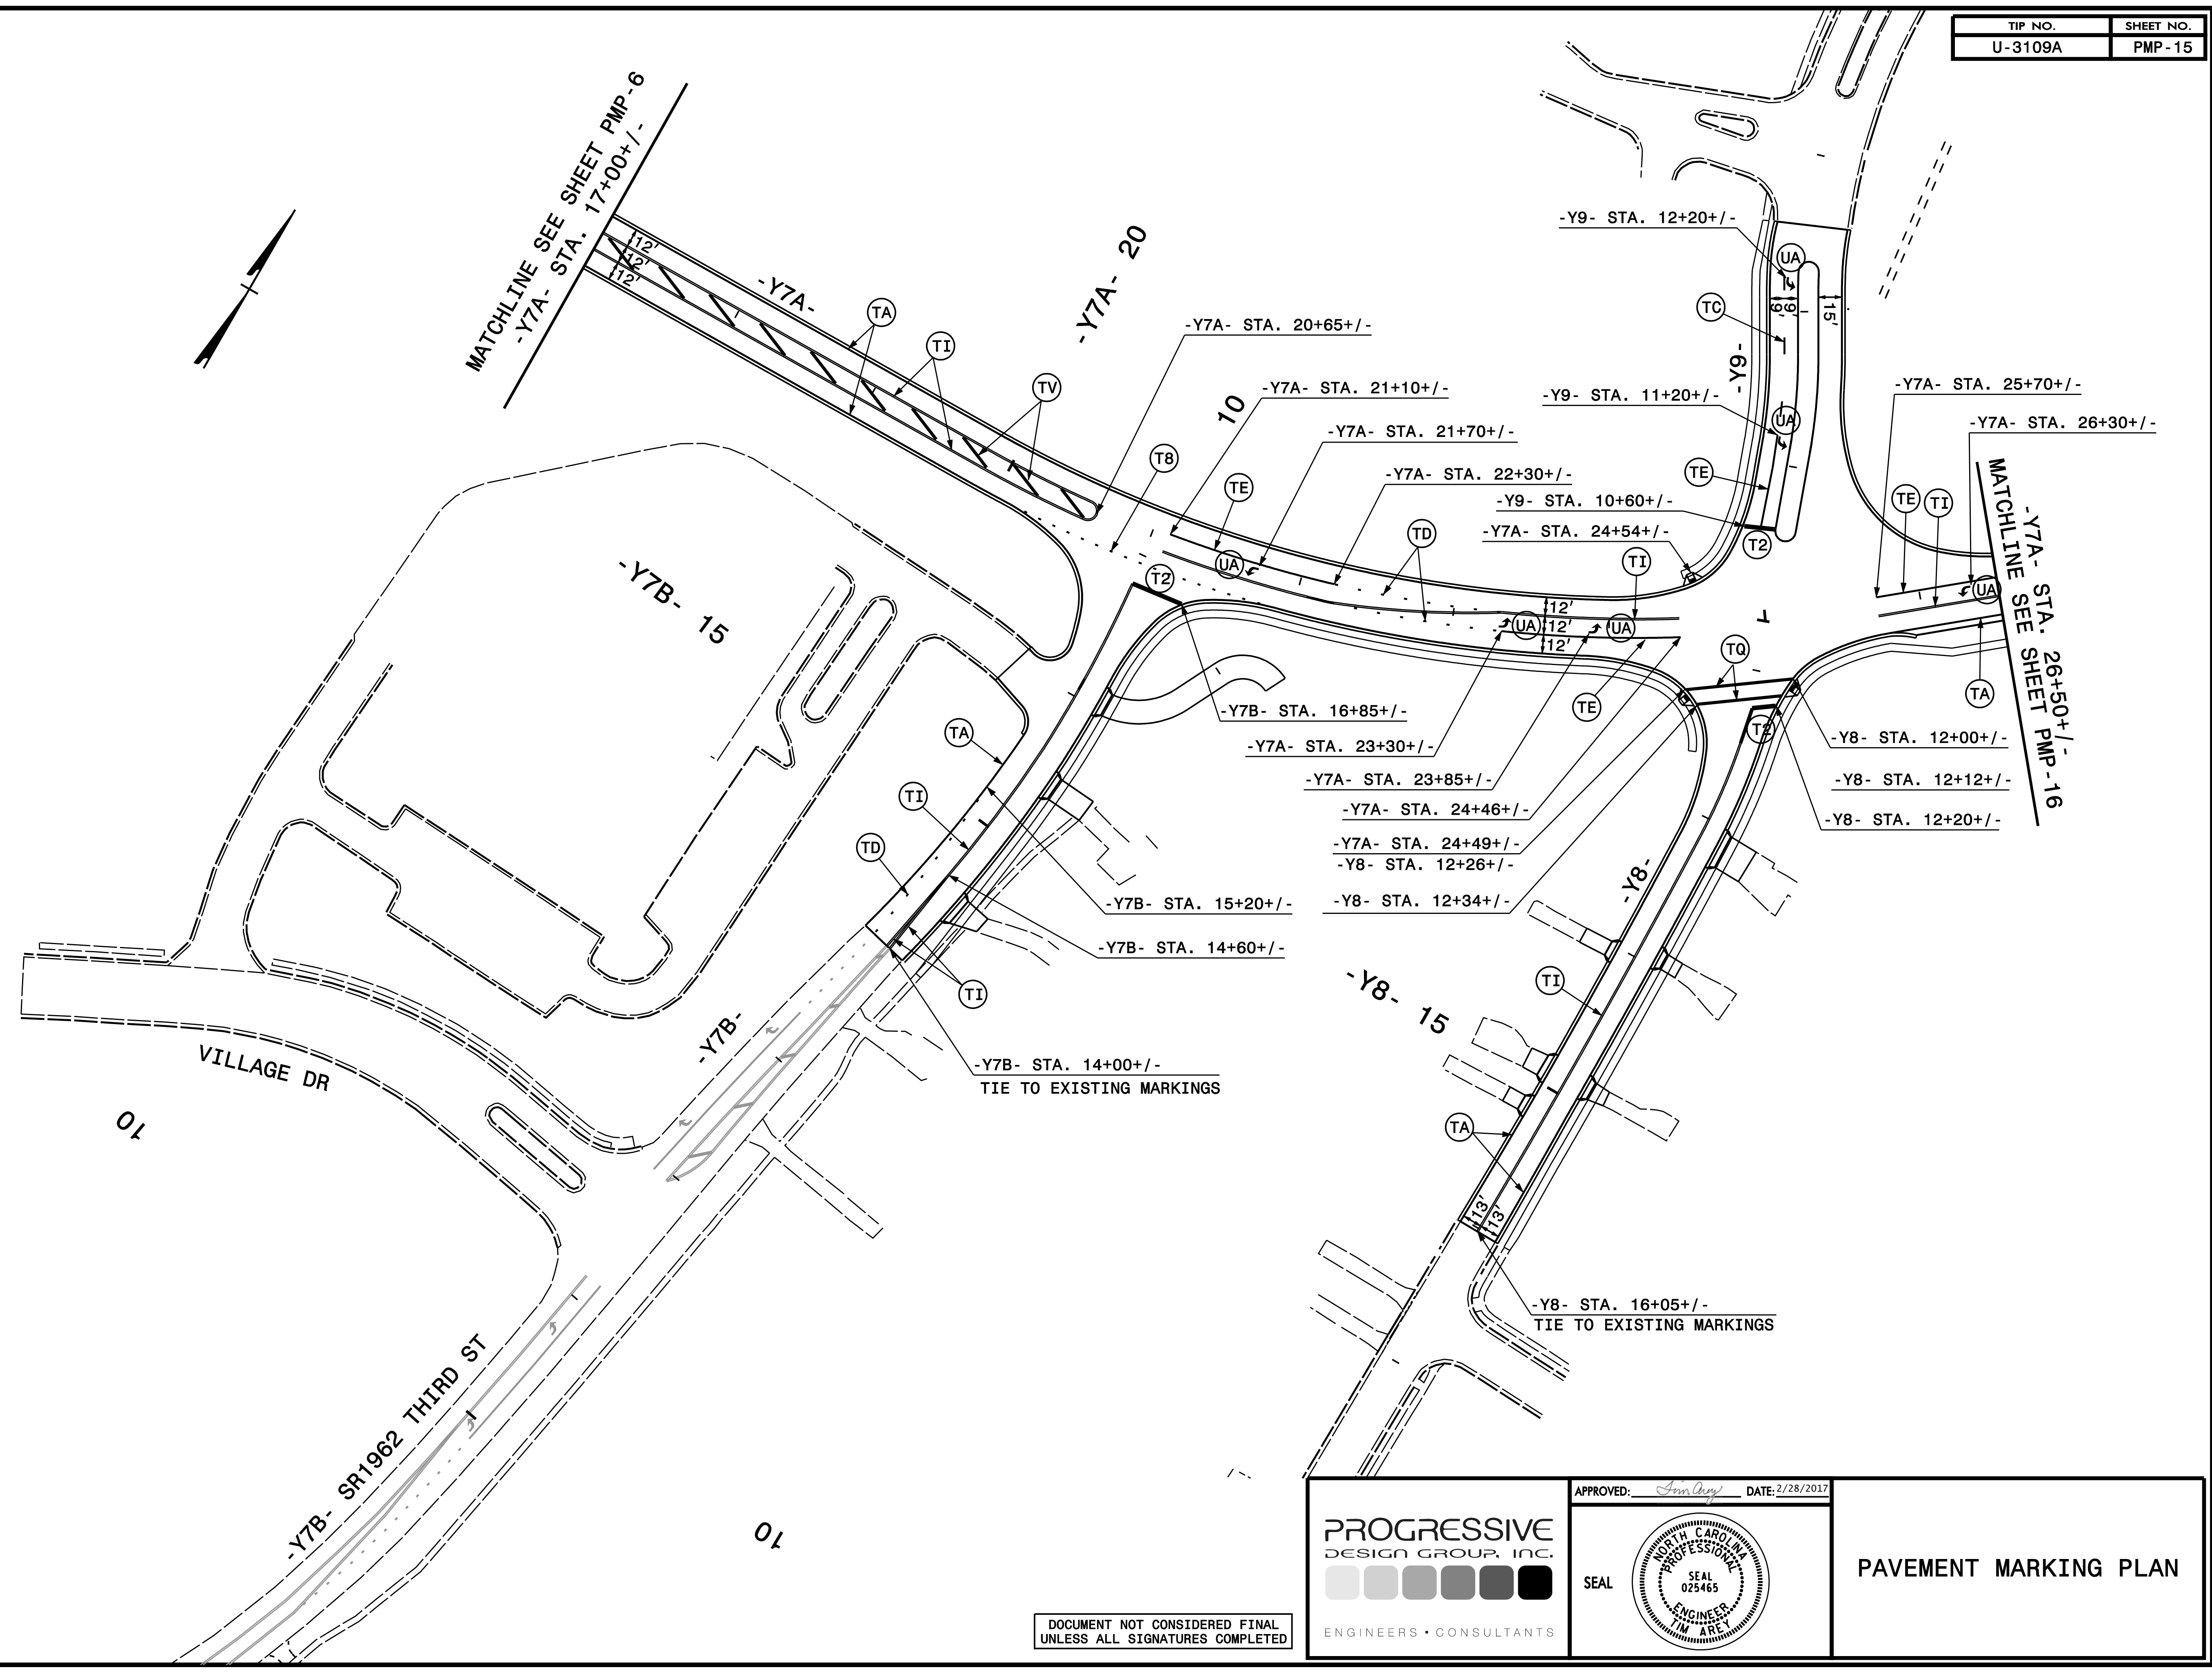 TIP NO.
SHEET NO.
U-3109A
PMP-15
MATCHLINE SEE SHEET PMP-6
-Y7A- STA. 17+00+/-
12'
12'
12'
-Y7A-
TA
TI
TV
-Y7A- 20
-Y7A- STA. 20+65+/-
10
-Y7A- STA. 21+10+/-
-Y7A- STA. 21+70+/-
-Y7A- STA. 22+30+/-
T8
TE
UA
TD
-Y9- STA. 12+20+/-
UA
TC
9'
9'
15'
-Y9-
-Y9- STA. 11+20+/-
UA
TE
-Y9- STA. 10+60+/-
-Y7A- STA. 24+54+/-
T2
TI
-Y7A- STA. 25+70+/-
-Y7A- STA. 26+30+/-
TE
TI
UA
-Y7A- STA. 26+50+/-
MATCHLINE SEE SHEET PMP-16
TA
12'
12'
12'
UA
UA
TE
TQ
T2
T2
-Y7B- 15
-Y7B- STA. 16+85+/-
-Y7A- STA. 23+30+/-
-Y7A- STA. 23+85+/-
-Y7A- STA. 24+46+/-
-Y7A- STA. 24+49+/-
-Y8- STA. 12+26+/-
-Y8- STA. 12+34+/-
-Y8- STA. 12+00+/-
-Y8- STA. 12+12+/-
-Y8- STA. 12+20+/-
TA
TI
TD
-Y7B- STA. 15+20+/-
-Y7B- STA. 14+60+/-
TI
-Y7B-
-Y7B- STA. 14+00+/-
TIE TO EXISTING MARKINGS
-Y8-
-Y8- 15
TI
TA
13'
13'
-Y8- STA. 16+05+/-
TIE TO EXISTING MARKINGS
VILLAGE DR
10
-Y7B- SR1962 THIRD ST
10
DOCUMENT NOT CONSIDERED FINAL
UNLESS ALL SIGNATURES COMPLETED
PROGRESSIVE
DESIGN GROUP, INC.
ENGINEERS • CONSULTANTS
APPROVED: Tim Arey DATE: 2/28/2017
SEAL
NORTH CAROLINA
PROFESSIONAL
SEAL
025465
ENGINEER
TIM AREY
PAVEMENT MARKING PLAN